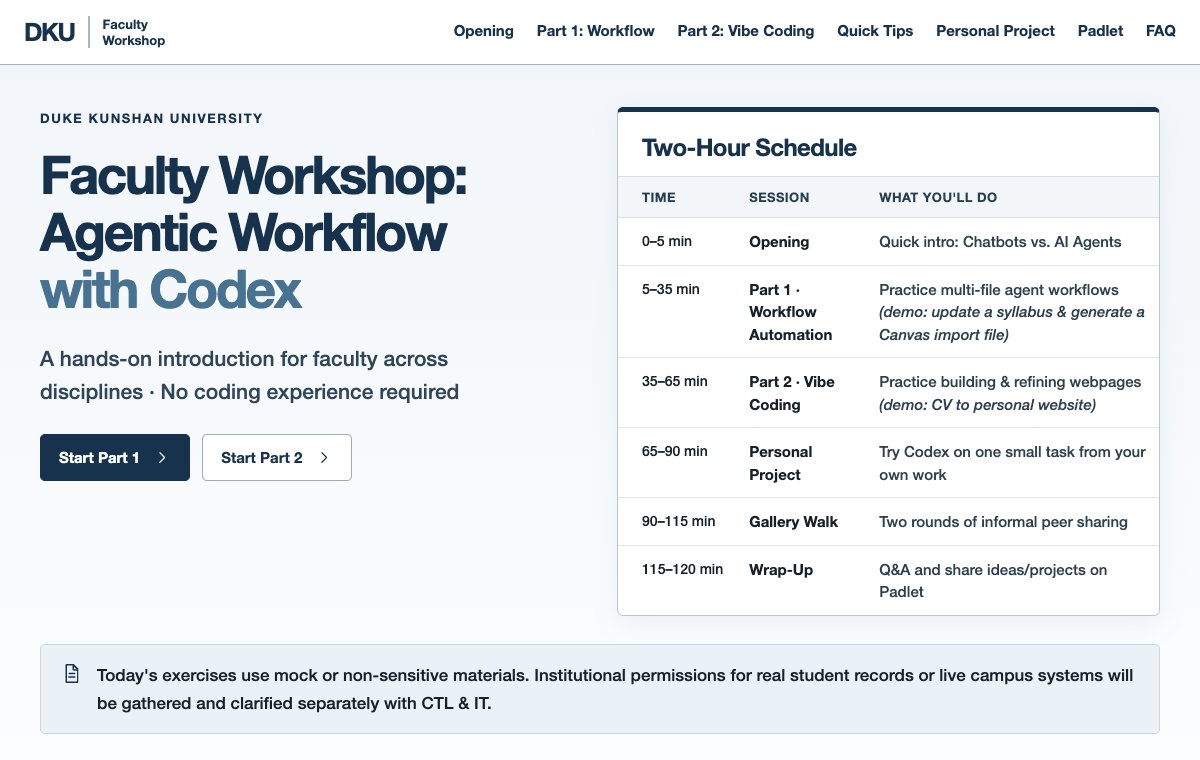 DKU
Faculty
Workshop
Opening
Part 1: Workflow
Part 2: Vibe Coding
Quick Tips
Personal Project
Padlet
FAQ
DUKE KUNSHAN UNIVERSITY
Faculty Workshop:
Agentic Workflow
with Codex
A hands-on introduction for faculty across
disciplines · No coding experience required
Start Part 1
Start Part 2
Two-Hour Schedule
TIME SESSION WHAT YOU'LL DO
0–5 min Opening Quick intro: Chatbots vs. AI Agents
5–35 min Part 1 · Practice multi-file agent workflows
Workflow (demo: update a syllabus & generate a
Automation Canvas import file)
35–65 min Part 2 · Vibe Practice building & refining webpages
Coding (demo: CV to personal website)
65–90 min Personal Try Codex on one small task from your
Project own work
90–115 min Gallery Walk Two rounds of informal peer sharing
115–120 min Wrap-Up Q&A and share ideas/projects on
Padlet
Today's exercises use mock or non-sensitive materials. Institutional permissions for real student records or live campus systems will
be gathered and clarified separately with CTL & IT.